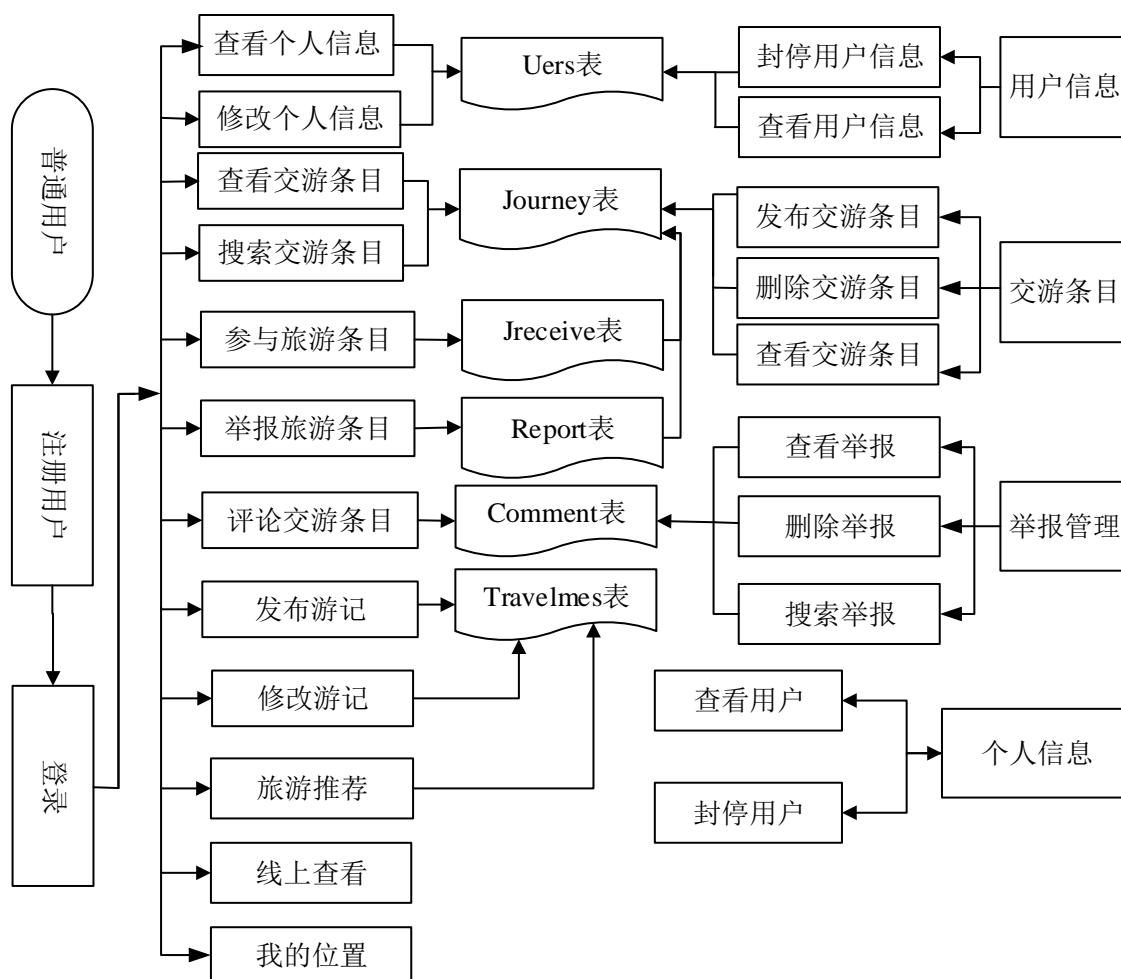 普通用户
注册用户
登录
查看个人信息
修改个人信息
查看交游条目
搜索交游条目
参与旅游条目
举报旅游条目
评论交游条目
发布游记
修改游记
旅游推荐
线上查看
我的位置
Uers表
Journey表
Jreceive表
Report表
Comment表
Travelmes表
封停用户信息
查看用户信息
发布交游条目
删除交游条目
查看交游条目
查看举报
删除举报
搜索举报
查看用户
封停用户
用户信息
交游条目
举报管理
个人信息